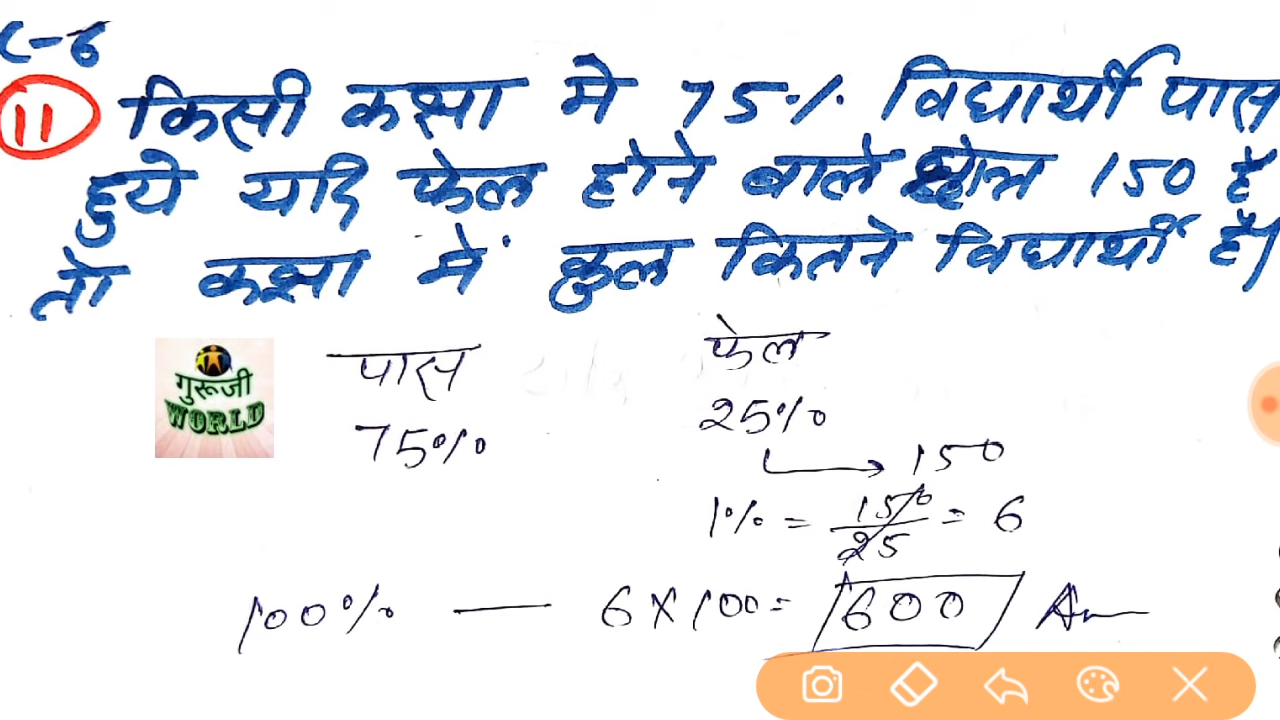 C-6
11 किसी कक्षा मे 75% विद्यार्थी पास
हुये यदि फेल होने बाले 150 है
तो कक्षा में कुल कितने विद्यार्थी है।
गुरूजी
WORLD
पास फेल
75% 25%
150
1% = 150/25 = 6
100% — 6 X 100 = 600 Ans